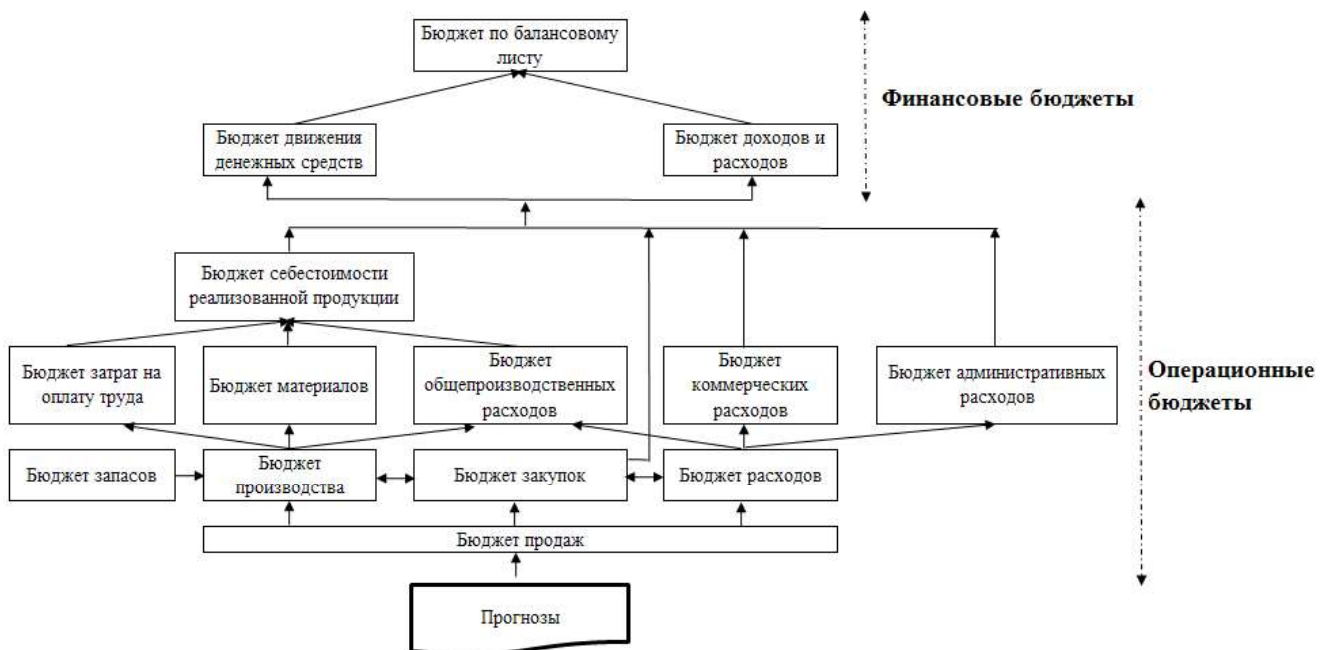 Бюджет по балансовому
листу
Финансовые бюджеты
Бюджет движения
денежных средств
Бюджет доходов и
расходов
Бюджет себестоимости
реализованной продукции
Бюджет затрат на
оплату труда
Бюджет материалов
Бюджет
общепроизводственных
расходов
Бюджет
коммерческих
расходов
Бюджет административных
расходов
Операционные
бюджеты
Бюджет запасов
Бюджет
производства
Бюджет закупок
Бюджет расходов
Бюджет продаж
Прогнозы